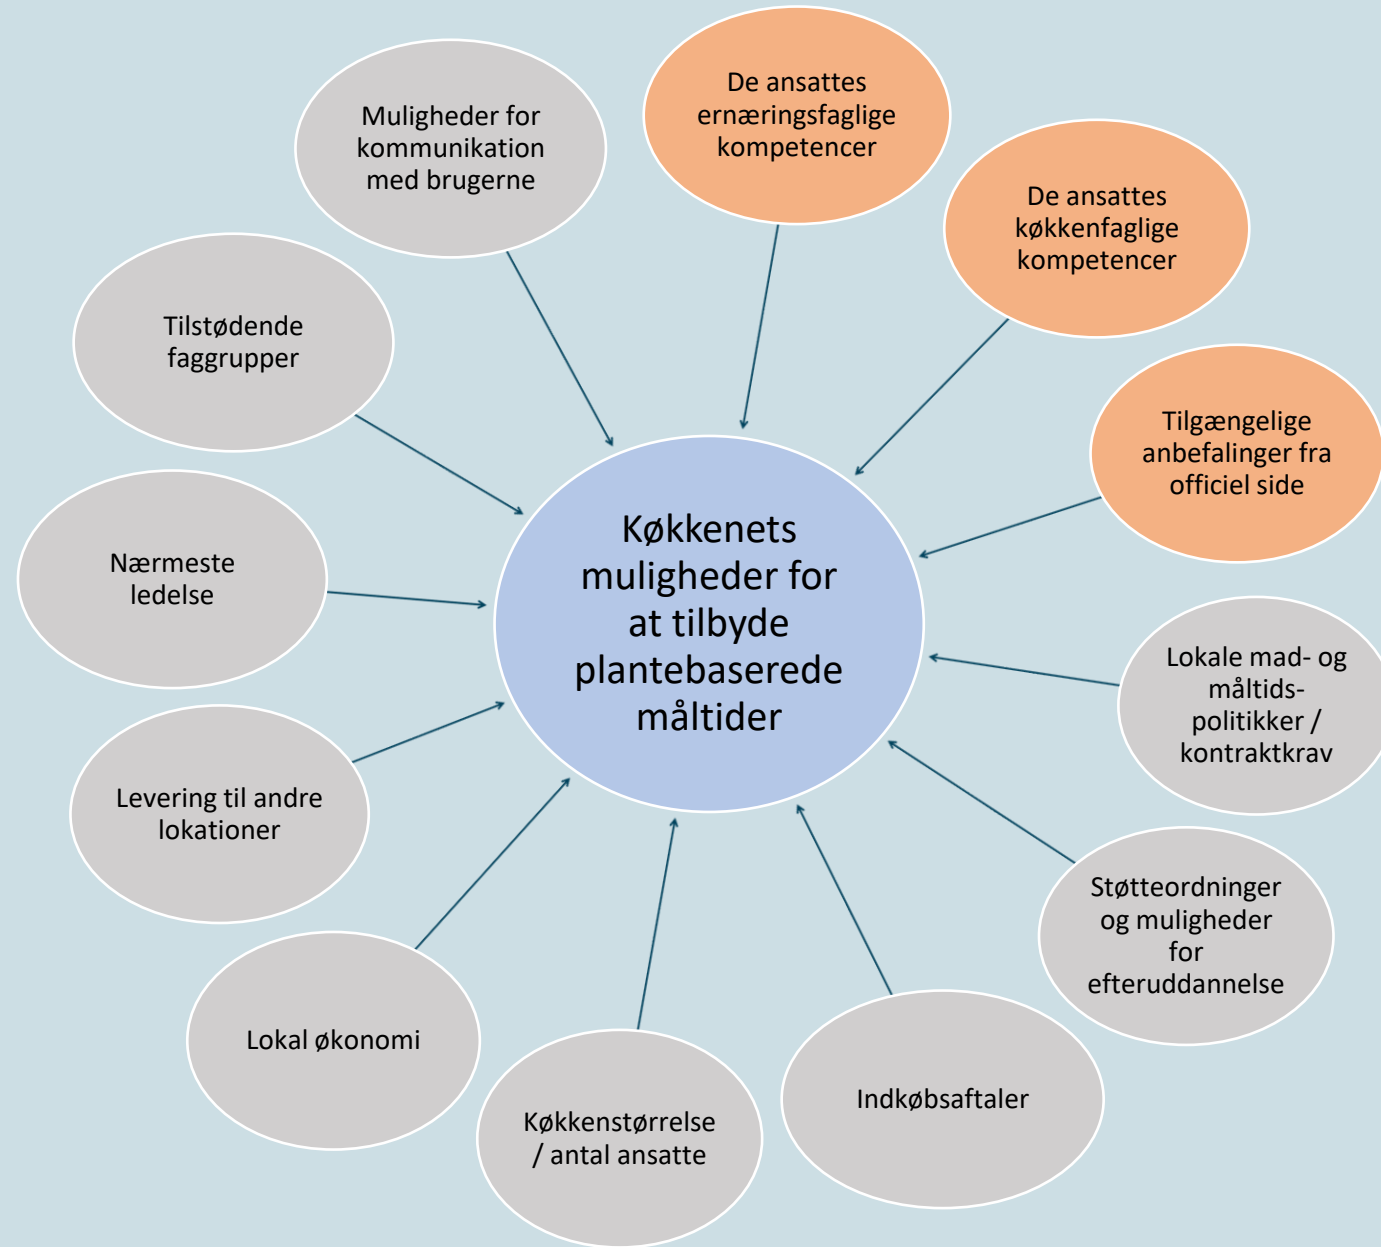 De ansattes
ernæringsfaglige
kompetencer
De ansattes
køkkenfaglige
kompetencer
Tilgængelige
anbefalinger fra
officiel side
Lokale mad- og
måltids-
politikker /
kontraktkrav
Støtteordninger
og muligheder
for
efteruddannelse
Indkøbsaftaler
Køkkenstørrelse
/ antal ansatte
Lokal økonomi
Levering til andre
lokationer
Nærmeste
ledelse
Tilstødende
faggrupper
Muligheder for
kommunikation
med brugerne
Køkkenets
muligheder for
at tilbyde
plantebaserede
måltider